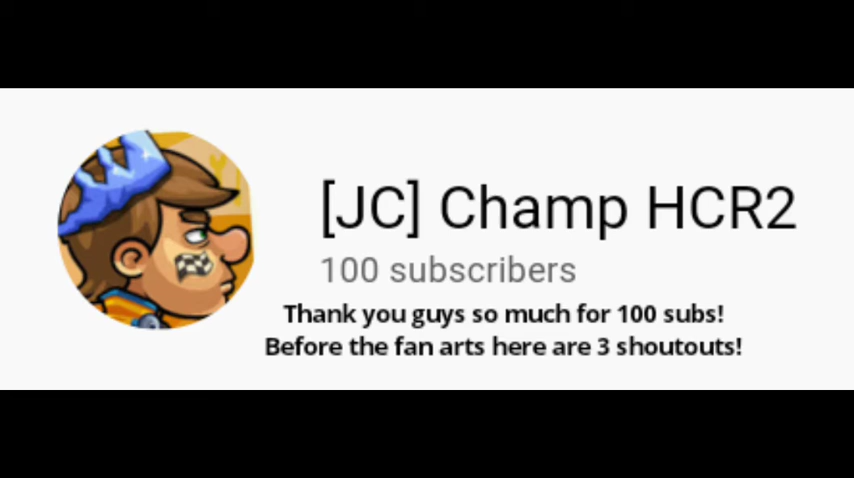 [JC] Champ HCR2
100 subscribers
Thank you guys so much for 100 subs!
Before the fan arts here are 3 shoutouts!